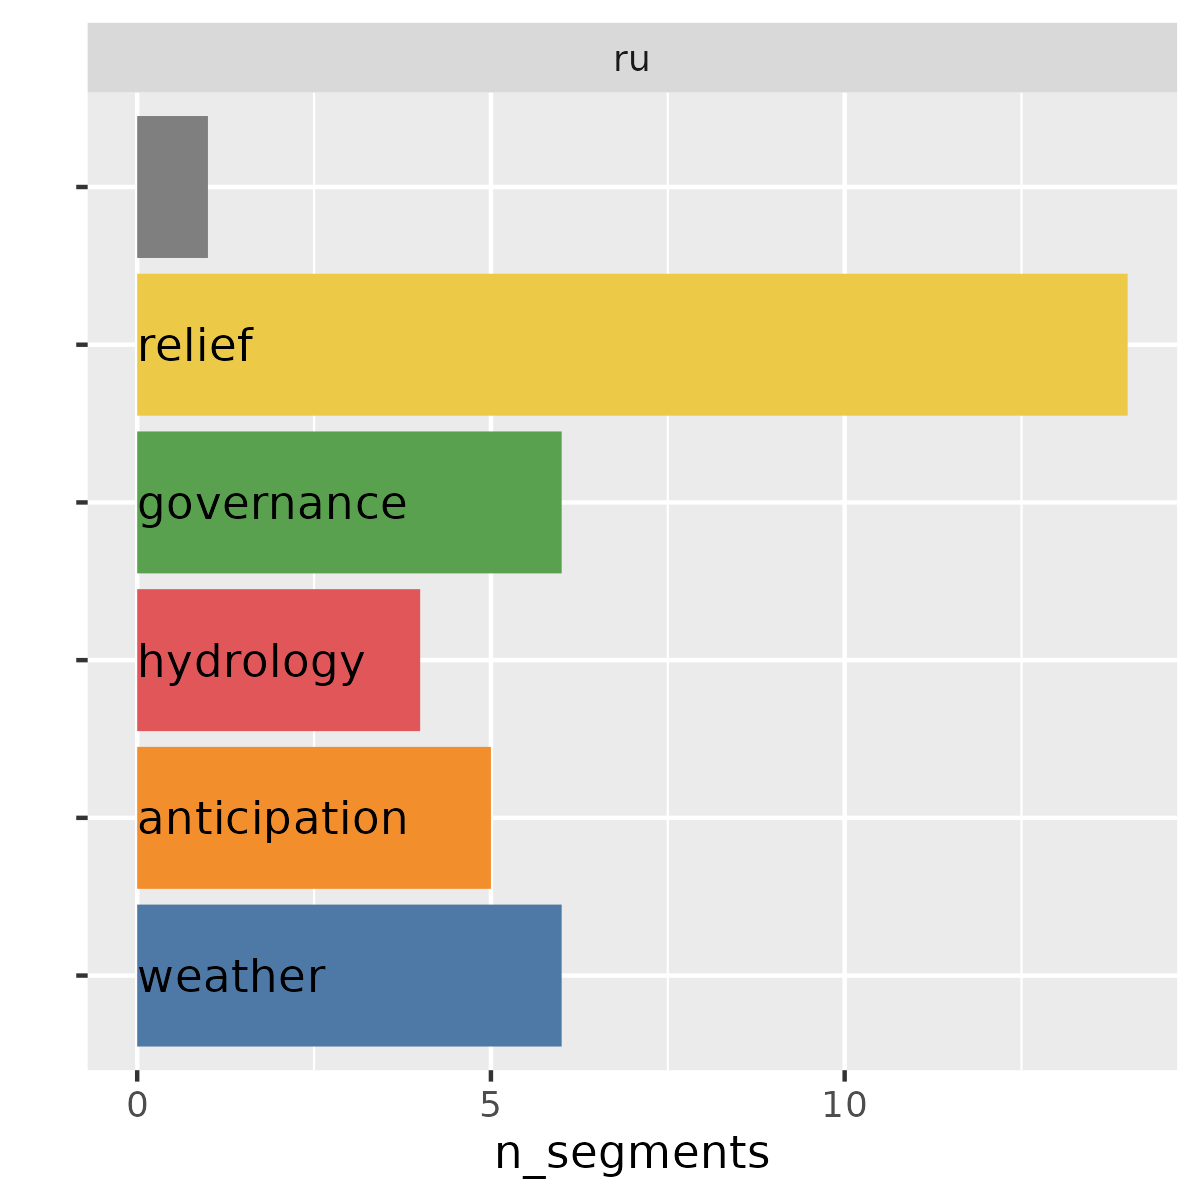 ru
relief
governance
hydrology
anticipation
weather
0 5 10
n_segments